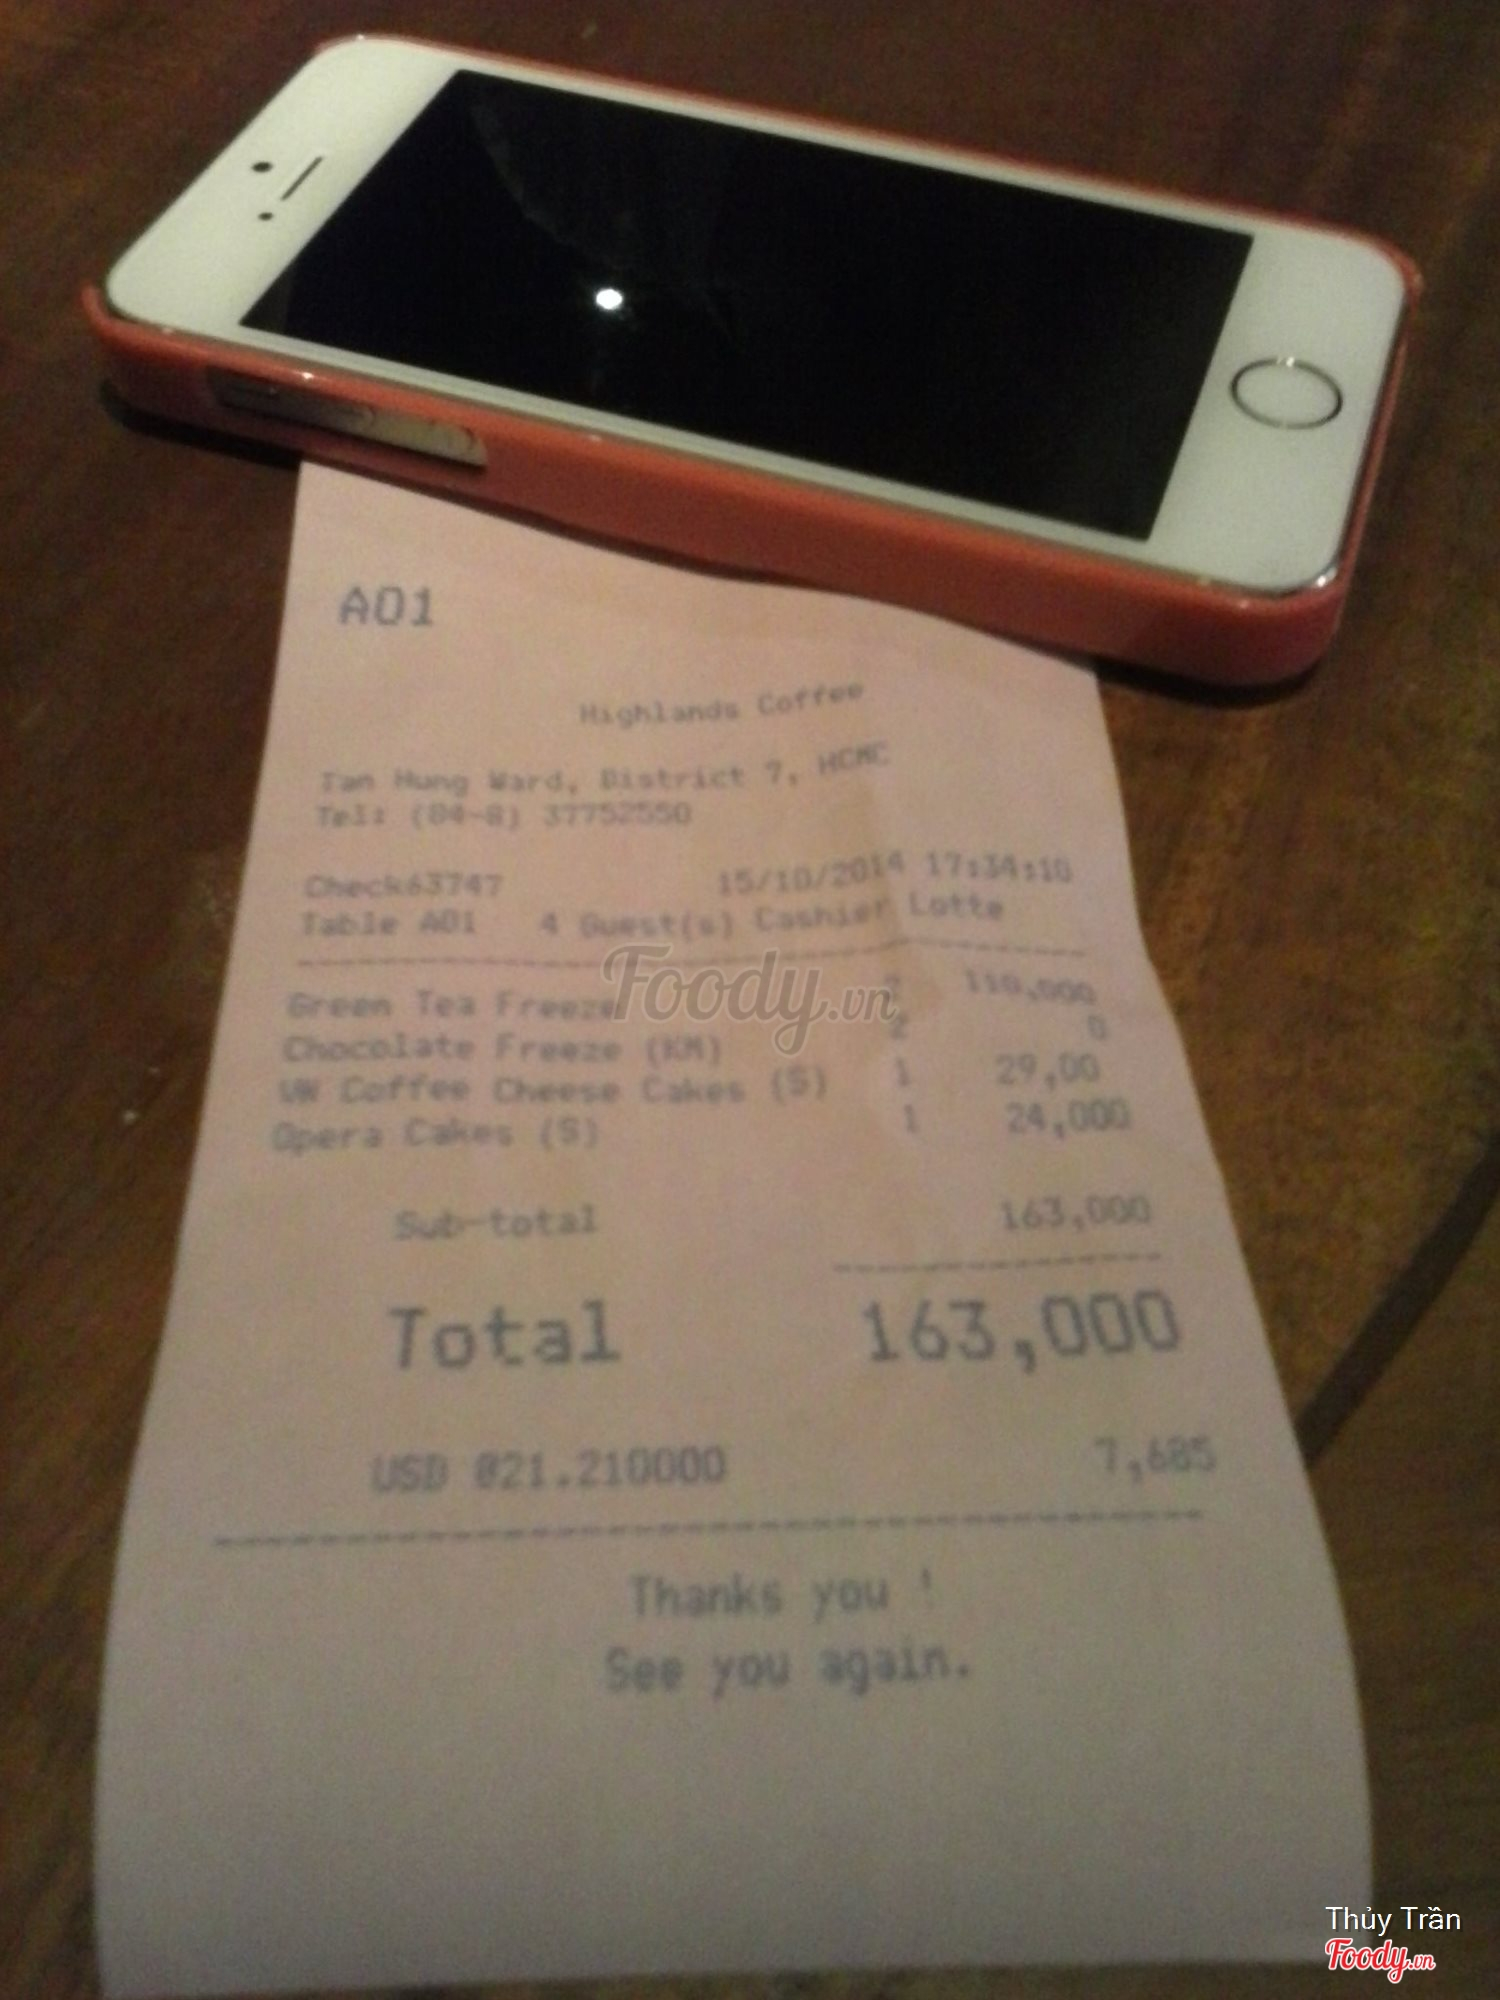 A01
Highlands Coffee
Tan Hung Ward, District 7, HCMC
Tel: (84-8) 37752550
Check63747 15/10/2014 17:34:10
Table A01 4 Guest(s) Cashier Lotte
Green Tea Freeze 2 110,000
Chocolate Freeze (KM) 2 0
Coffee Cheese Cakes (S) 1 29,00
Opera Cakes (S) 1 24,000
Sub-total 163,000
Total 163,000
USD @21.210000 7,685
Thanks you !
See you again.
Foody.vn
Thủy Trần
Foody.vn